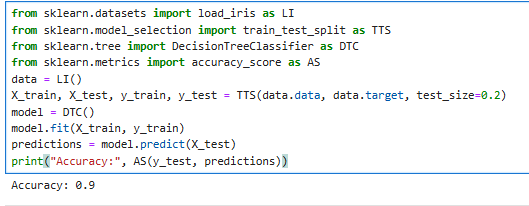 from sklearn.datasets import load_iris as LI
from sklearn.model_selection import train_test_split as TTS
from sklearn.tree import DecisionTreeClassifier as DTC
from sklearn.metrics import accuracy_score as AS
data = LI()
X_train, X_test, y_train, y_test = TTS(data.data, data.target, test_size=0.2)
model = DTC()
model.fit(X_train, y_train)
predictions = model.predict(X_test)
print("Accuracy:", AS(y_test, predictions))
Accuracy: 0.9